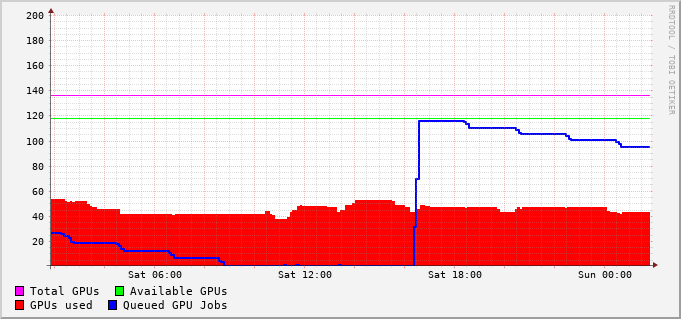 200
180
160
140
120
100
80
60
40
20
Sat 06:00 Sat 12:00 Sat 18:00 Sun 00:00
Total GPUs Available GPUs
GPUs used Queued GPU Jobs
RRDTOOL / TOBI OETIKER